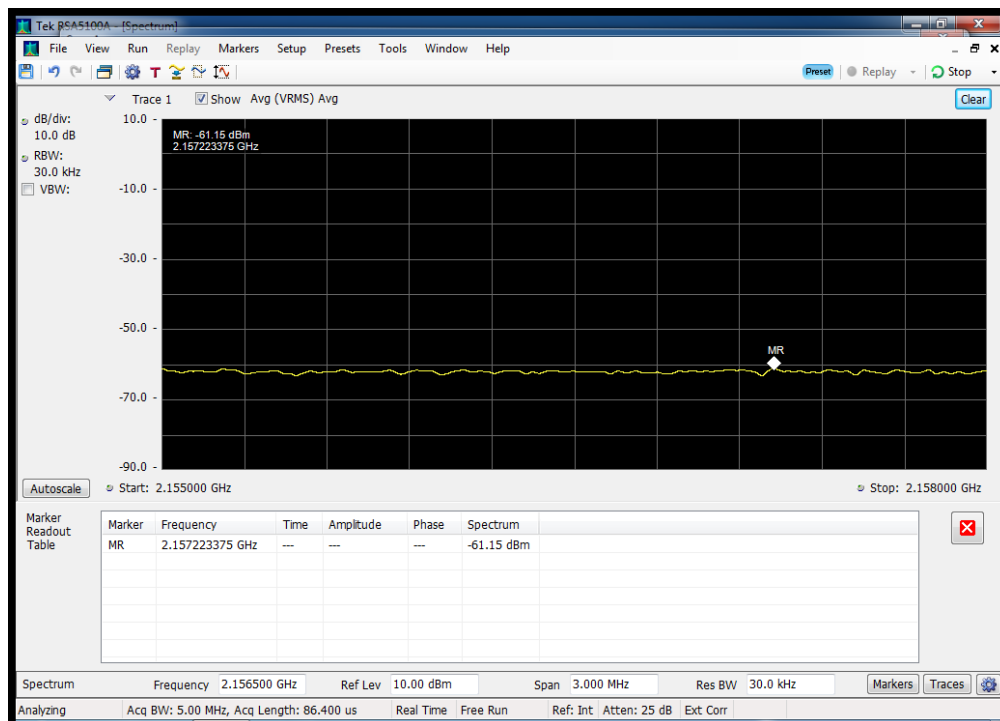 Tek RSA5100A - [Spectrum]
File View Run Replay Markers Setup Presets Tools Window Help
T Preset Replay Stop
Trace 1 Show Avg (VRMS) Avg Clear
dB/div:
10.0 dB
RBW:
30.0 kHz
VBW:
10.0
MR: -61.15 dBm
2.157223375 GHz
-10.0
-30.0
-50.0
MR
-70.0
-90.0
Autoscale Start: 2.155000 GHz Stop: 2.158000 GHz
Marker
Readout
Table
Marker Frequency Time Amplitude Phase Spectrum
MR 2.157223375 GHz --- --- --- -61.15 dBm
Spectrum Frequency 2.156500 GHz Ref Lev 10.00 dBm Span 3.000 MHz Res BW 30.0 kHz Markers Traces
Analyzing Acq BW: 5.00 MHz, Acq Length: 86.400 us Real Time Free Run Ref: Int Atten: 25 dB Ext Corr